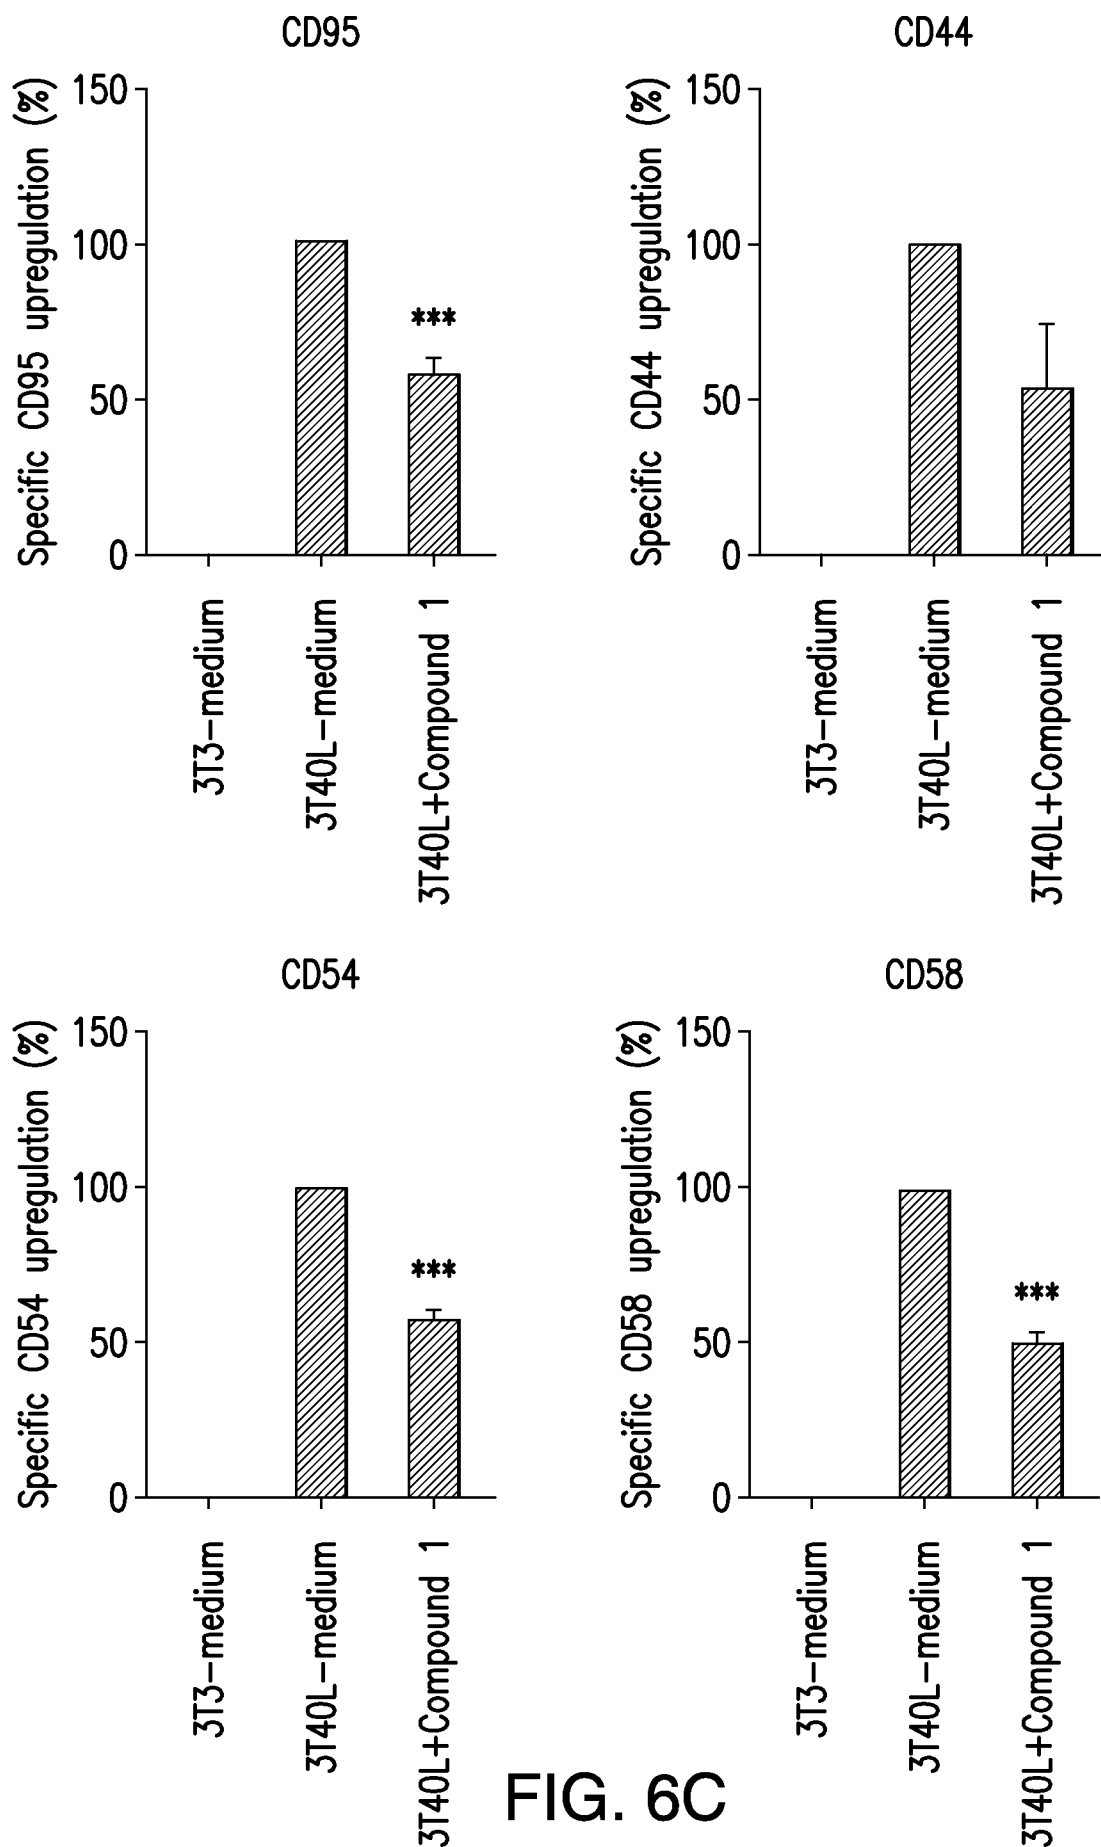 CD95
Specific CD95 upregulation (%)
150
100
50
0
***
3T3-medium
3T40L-medium
3T40L+Compound 1
CD44
Specific CD44 upregulation (%)
150
100
50
0
3T3-medium
3T40L-medium
3T40L+Compound 1
CD54
Specific CD54 upregulation (%)
150
100
50
0
***
3T3-medium
3T40L-medium
3T40L+Compound 1
CD58
Specific CD58 upregulation (%)
150
100
50
0
***
3T3-medium
3T40L-medium
3T40L+Compound 1
FIG. 6C